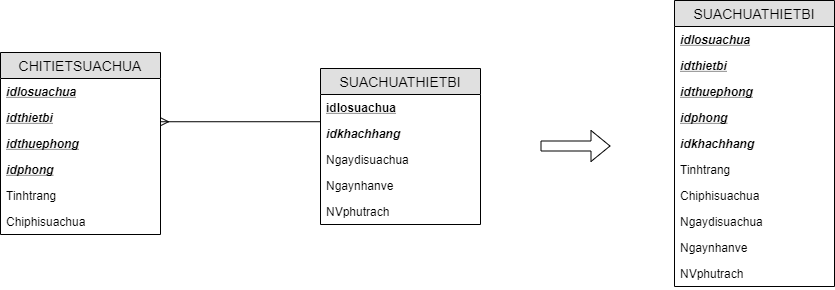 CHITIETSUACHUA
idlosuachua
idthietbi
idthuephong
idphong
Tinhtrang
Chiphisuachua
SUACHUATHIETBI
idlosuachua
idkhachhang
Ngaydisuachua
Ngaynhanve
NVphutrach
SUACHUATHIETBI
idlosuachua
idthietbi
idthuephong
idphong
idkhachhang
Tinhtrang
Chiphisuachua
Ngaydisuachua
Ngaynhanve
NVphutrach